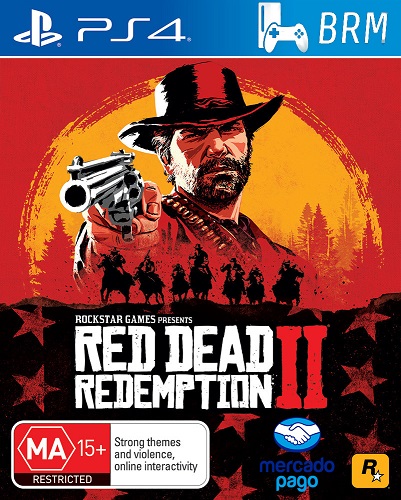 PS4
BRM
ROCKSTAR GAMES PRESENTS
RED DEAD
REDEMPTION II
MA 15+
RESTRICTED
Strong themes
and violence,
online interactivity
mercado
pago
R★